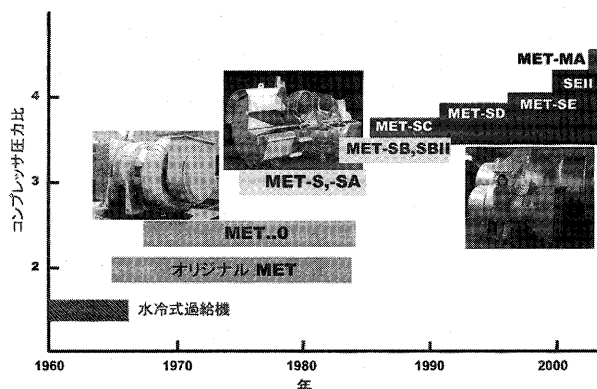 コンプレッサ圧力比
4
3
2
MET-MA
SEII
MET-SE
MET-SD
MET-SC
MET-SB,SBII
MET-S,-SA
MET..0
オリジナル MET
水冷式過給機
1960
1970
1980
1990
2000
年